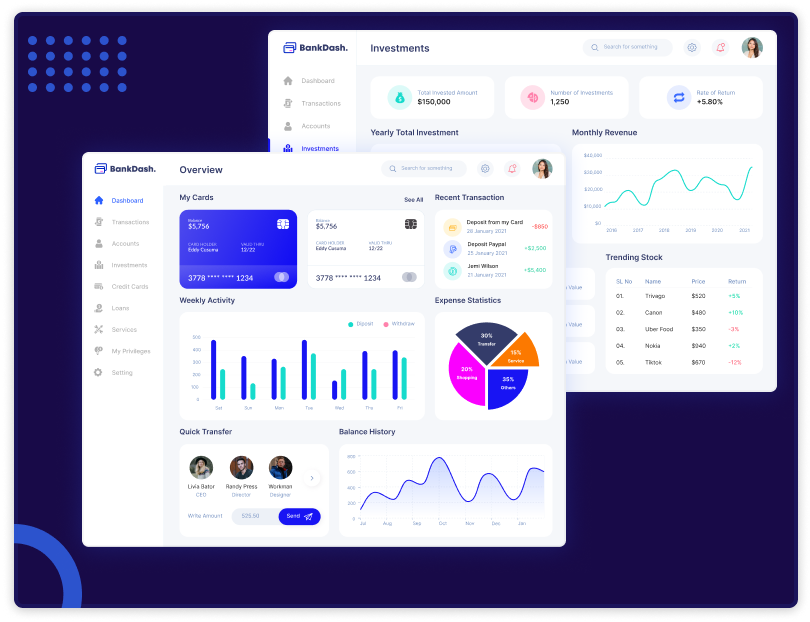 BankDash.
Investments
Search for something
Dashboard
Transactions
Accounts
Investments
Total Invested Amount
$150,000
Number of Investments
1,250
Rate of Return
+5.80%
Yearly Total Investment
Monthly Revenue
$40,000
$30,000
$20,000
$10,000
$0
2016 2017 2018 2019 2020 2021
Value
Value
Value
Trending Stock
SL No Name Price Return
01. Trivago $520 +5%
02. Canon $480 +10%
03. Uber Food $350 -3%
04. Nokia $940 +2%
05. Tiktok $670 -12%
BankDash.
Overview
Search for something
Dashboard
Transactions
Accounts
Investments
Credit Cards
Loans
Services
My Privileges
Setting
My Cards
See All
Balance
$5,756
CARD HOLDER VALID THRU
Eddy Cusuma 12/22
3778 **** **** 1234
Balance
$5,756
CARD HOLDER VALID THRU
Eddy Cusuma 12/22
3778 **** **** 1234
Recent Transaction
Deposit from my Card
28 January 2021
-$850
Deposit Paypal
25 January 2021
+$2,500
Jemi Wilson
21 January 2021
+$5,400
Weekly Activity
Diposit Withdraw
500
400
300
200
100
0
Sat Sun Mon Tue Wed Thu Fri
Expense Statistics
30%
Transfer
15%
Service
20%
Shopping
35%
Others
Quick Transfer
Livia Bator
CEO
Randy Press
Director
Workman
Designer
Write Amount
525.50
Send
Balance History
800
600
400
200
0
Jul Aug Sep Oct Nov Dec Jan